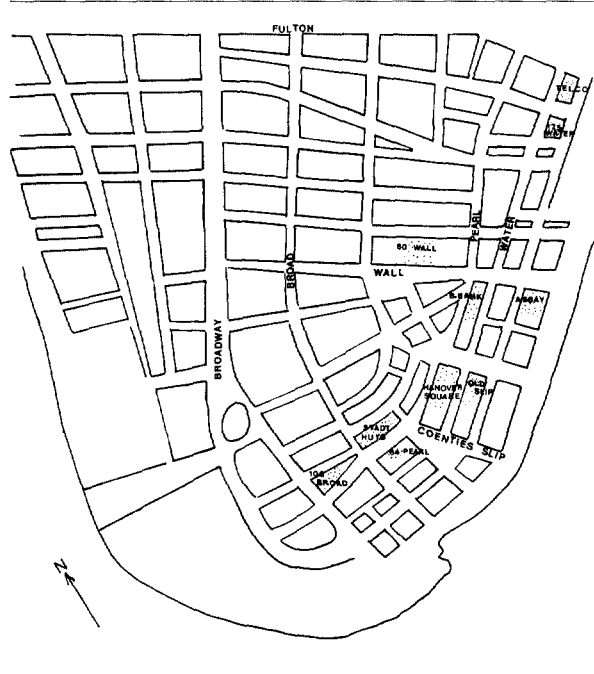 FULTON
TELCO
175
WATER
PEARL
WATER
60 WALL
WALL
BROAD
BROADWAY
ASSAY
HANOVER
SQUARE
OLD
SLIP
STADT
HUYS
COENTIES SLIP
64 PEARL
BROAD
N